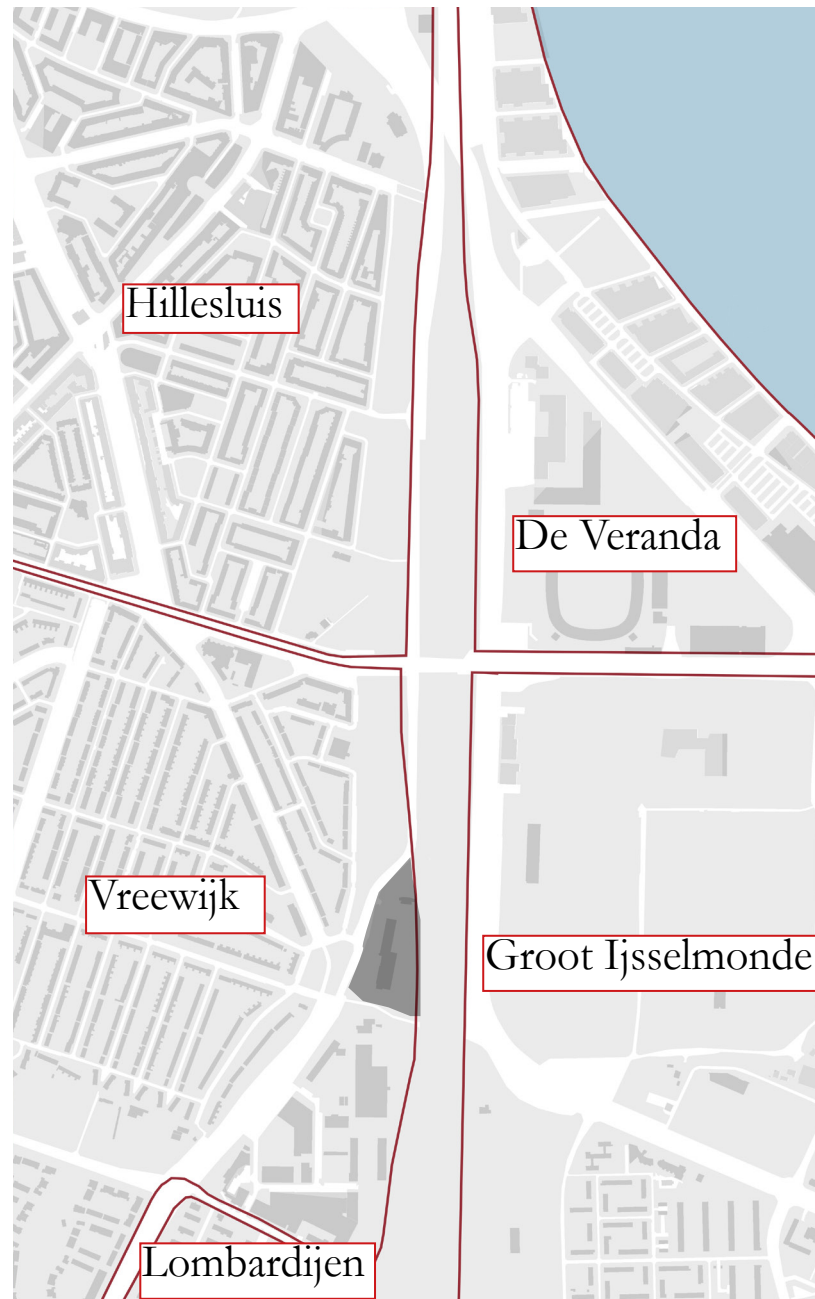 Hillesluis
De Veranda
Vreewijk
Groot Ijsselmonde
Lombardijen